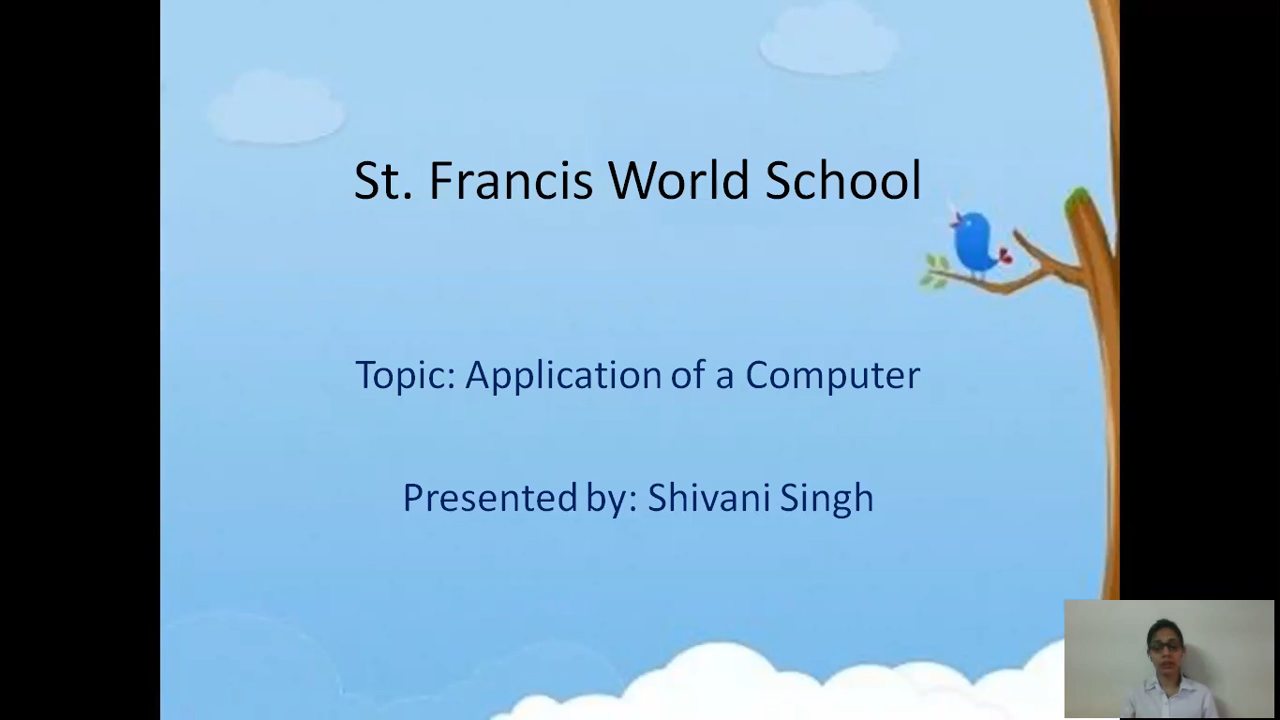 St. Francis World School
Topic: Application of a Computer
Presented by: Shivani Singh